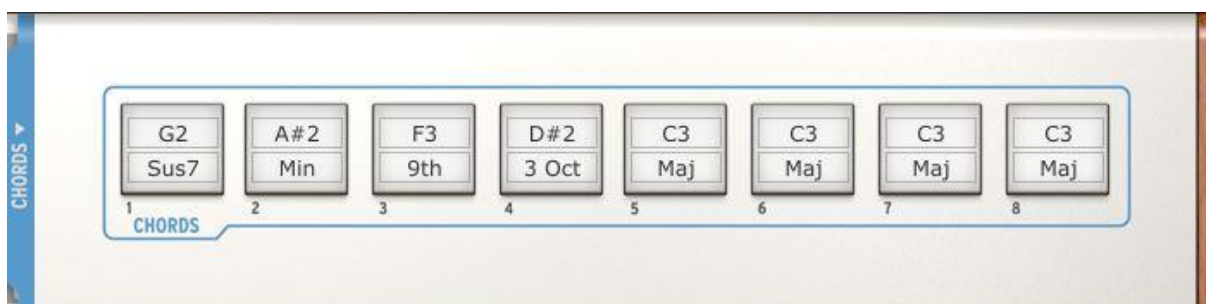 CHORDS ▼
G2 A#2 F3 D#2 C3 C3 C3 C3
Sus7 Min 9th 3 Oct Maj Maj Maj Maj
1 2 3 4 5 6 7 8
CHORDS